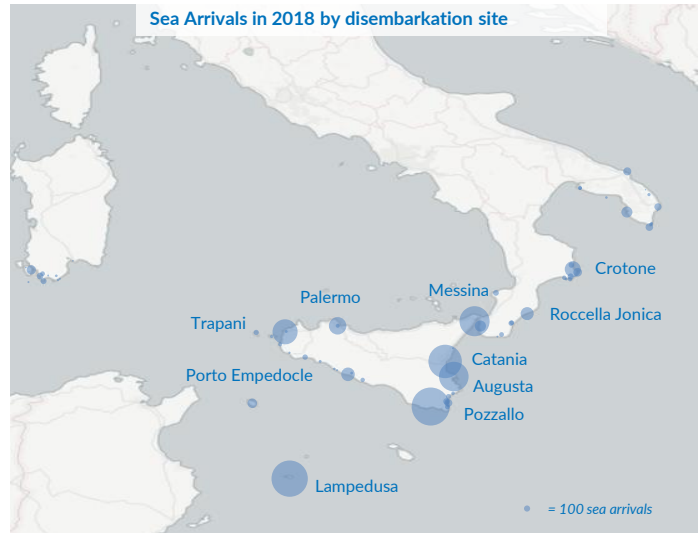 Sea Arrivals in 2018 by disembarkation site
Crotone
Messina
Palermo
Roccella Jonica
Trapani
Catania
Porto Empedocle
Augusta
Pozzallo
Lampedusa
= 100 sea arrivals